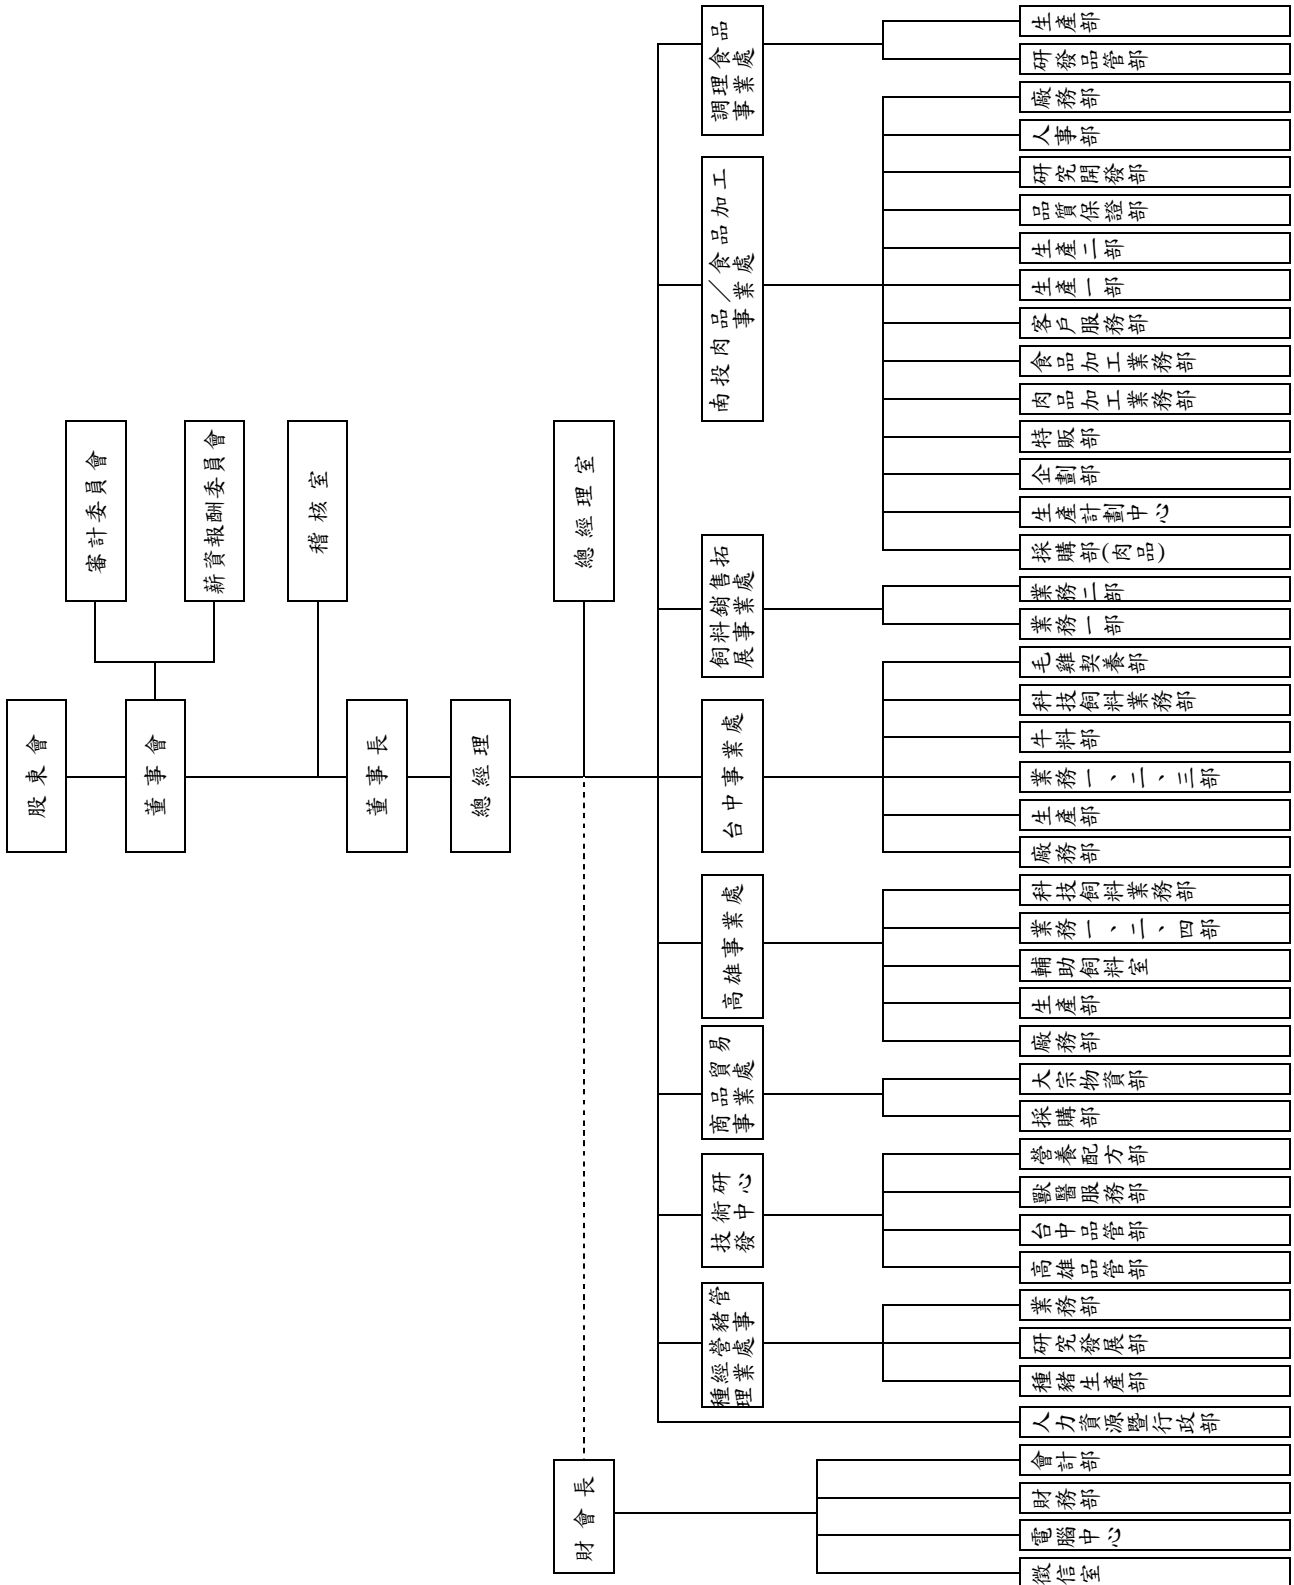 股東會
審計委員會
董事會
薪資報酬委員會
稽核室
董事長
總經理
總經理室
財會長
調理食品
事業處
南投肉品／食品加工
事業處
飼料銷售拓
展事業處
台中事業處
高雄事業處
商品貿易
事業處
技術研
發中心
種經營豬管
理業處事
生產部
研發品管部
廠務部
人事部
研究開發部
品質保證部
生產二部
生產一部
客戶服務部
食品加工業務部
肉品加工業務部
特販部
企劃部
生產計劃中心
採購部(肉品)
業務二部
業務一部
毛雞契養部
科技飼料業務部
牛料部
業務一、二、三部
生產部
廠務部
科技飼料業務部
業務一、二、四部
輔助飼料室
生產部
廠務部
大宗物資部
採購部
營養配方部
獸醫服務部
台中品管部
高雄品管部
業務部
研究發展部
種豬生產部
人力資源暨行政部
會計部
財務部
電腦中心
徵信室